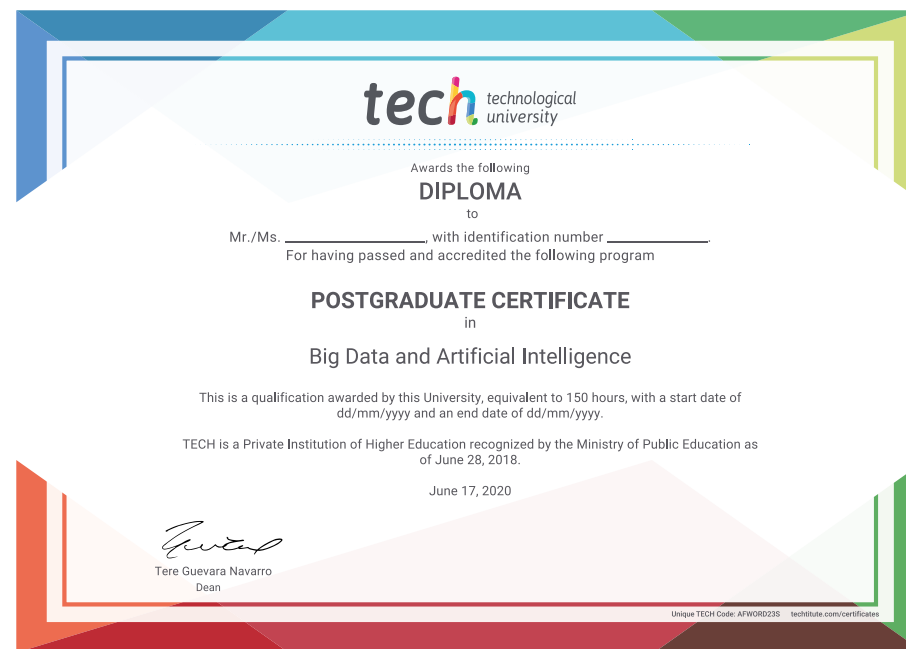 tech technological
university
Awards the following
DIPLOMA
to
Mr./Ms. ____________________, with identification number _______________.
For having passed and accredited the following program
POSTGRADUATE CERTIFICATE
in
Big Data and Artificial Intelligence
This is a qualification awarded by this University, equivalent to 150 hours, with a start date of
dd/mm/yyyy and an end date of dd/mm/yyyy.
TECH is a Private Institution of Higher Education recognized by the Ministry of Public Education as
of June 28, 2018.
June 17, 2020
Tere Guevara Navarro
Dean
Unique TECH Code: AFWORD23S techtitute.com/certificates